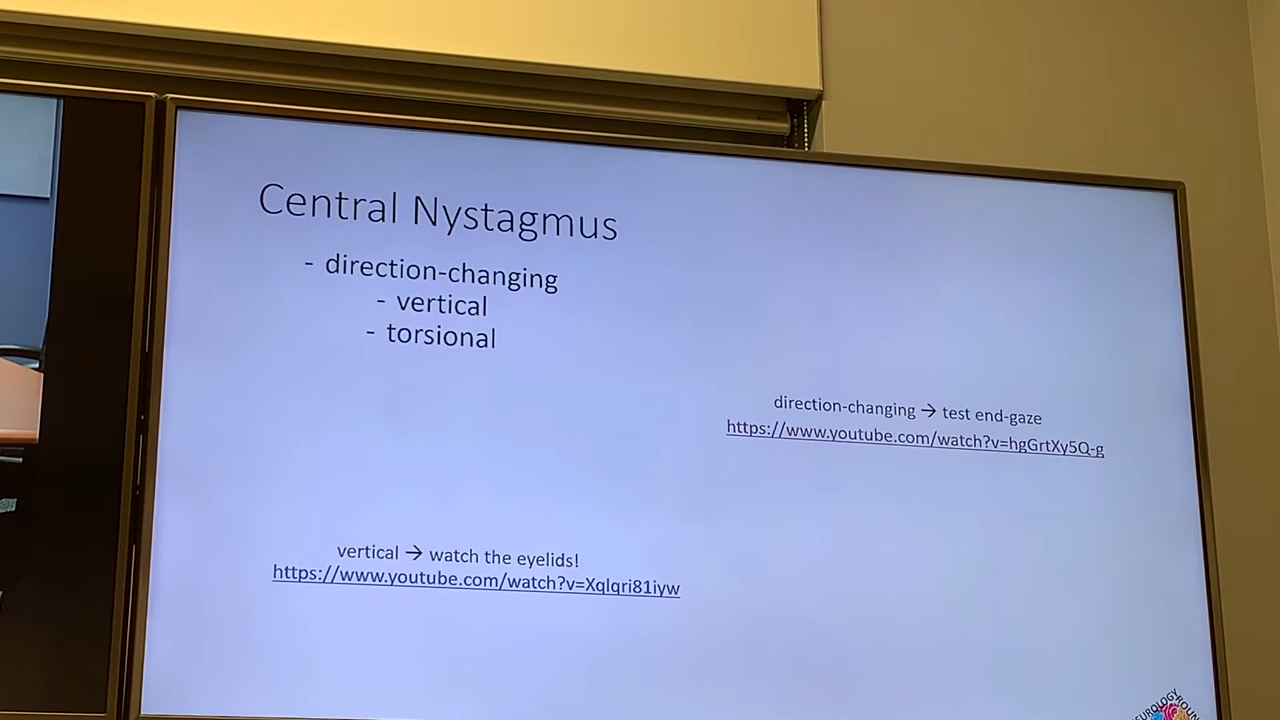 Central Nystagmus
- direction-changing
- vertical
- torsional
direction-changing → test end-gaze
https://www.youtube.com/watch?v=hgGrtXy5Q-g
vertical → watch the eyelids!
https://www.youtube.com/watch?v=Xqlqri81iyw